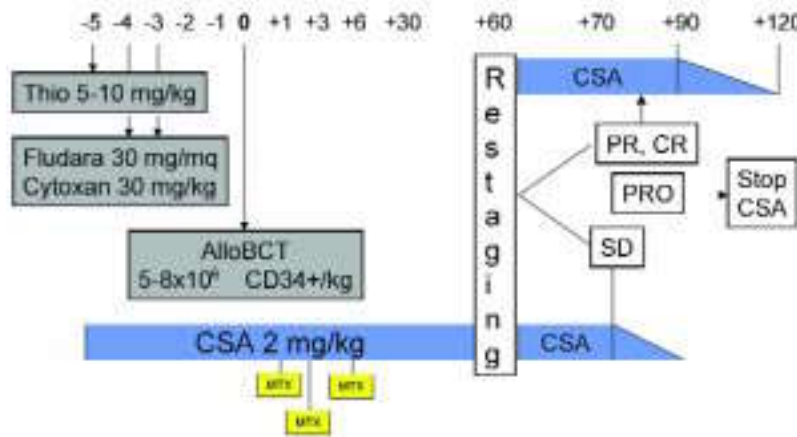 -5 -4 -3 -2 -1 0 +1 +3 +6 +30 +60 +70 +90 +120
Thio 5-10 mg/kg
Fludara 30 mg/mq
Cytoxan 30 mg/kg
AlloBCT
5-8x10⁶ CD34+/kg
CSA 2 mg/kg
MTX
MTX
MTX
Restaging
CSA
PR, CR
PRO
Stop
CSA
SD
CSA